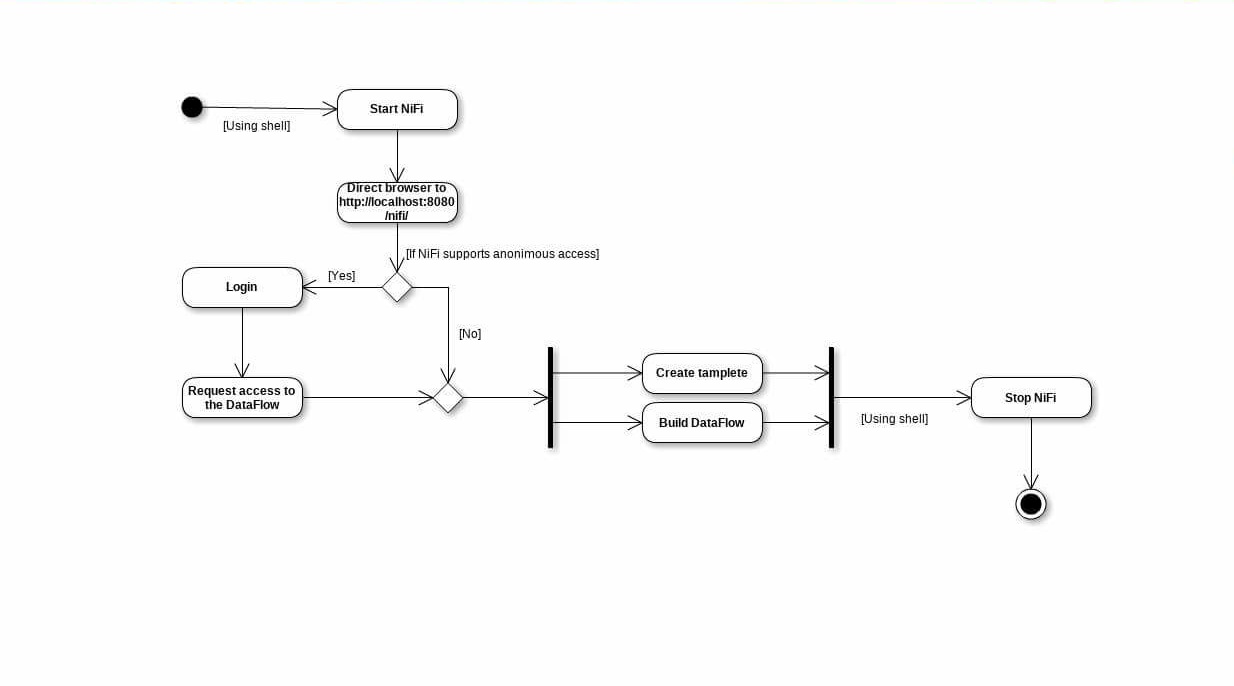 Start NiFi
[Using shell]
Direct browser to
http://localhost:8080
/nifi/
[If NiFi supports anonimous access]
[Yes]
Login
[No]
Create tamplete
Request access to
the DataFlow
Stop NiFi
Build DataFlow
[Using shell]